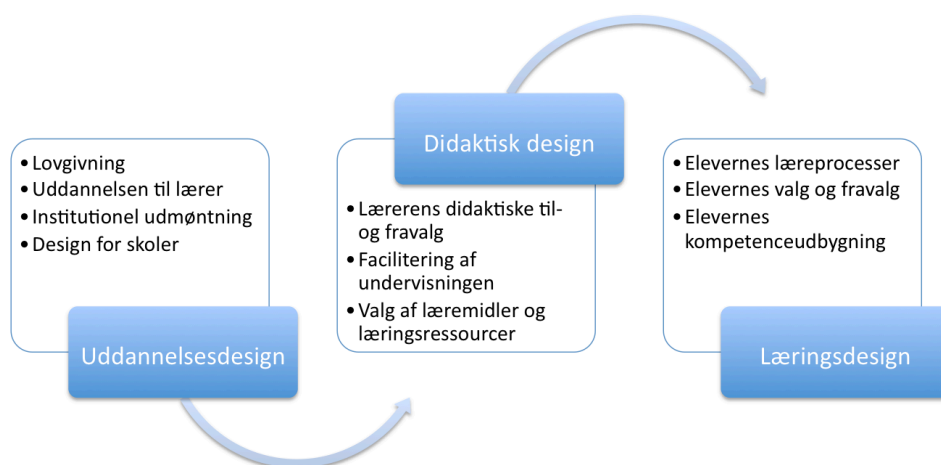 • Lovgivning
• Uddannelsen til lærer
• Institutionel udmøntning
• Design for skoler
Uddannelsesdesign
Didaktisk design
• Lærerens didaktiske til-
og fravalg
• Facilitering af
undervisningen
• Valg af læremidler og
læringsressourcer
• Elevernes læreprocesser
• Elevernes valg og fravalg
• Elevernes
kompetenceudbygning
Læringsdesign